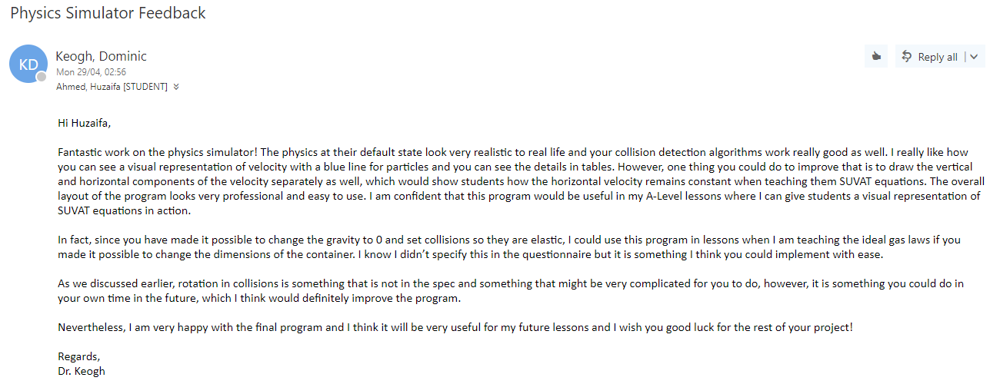 Physics Simulator Feedback
KD
Keogh, Dominic
Mon 29/04, 02:56
Ahmed, Huzaifa [STUDENT]
Reply all
Hi Huzaifa,
Fantastic work on the physics simulator! The physics at their default state look very realistic to real life and your collision detection algorithms work really good as well. I really like how
you can see a visual representation of velocity with a blue line for particles and you can see the details in tables. However, one thing you could do to improve that is to draw the vertical
and horizontal components of the velocity separately as well, which would show students how the horizontal velocity remains constant when teaching them SUVAT equations. The overall
layout of the program looks very professional and easy to use. I am confident that this program would be useful in my A-Level lessons where I can give students a visual representation of
SUVAT equations in action.
In fact, since you have made it possible to change the gravity to 0 and set collisions so they are elastic, I could use this program in lessons when I am teaching the ideal gas laws if you
made it possible to change the dimensions of the container. I know I didn't specify this in the questionnaire but it is something I think you could implement with ease.
As we discussed earlier, rotation in collisions is something that is not in the spec and something that might be very complicated for you to do, however, it is something you could do in
your own time in the future, which I think would definitely improve the program.
Nevertheless, I am very happy with the final program and I think it will be very useful for my future lessons and I wish you good luck for the rest of your project!
Regards,
Dr. Keogh